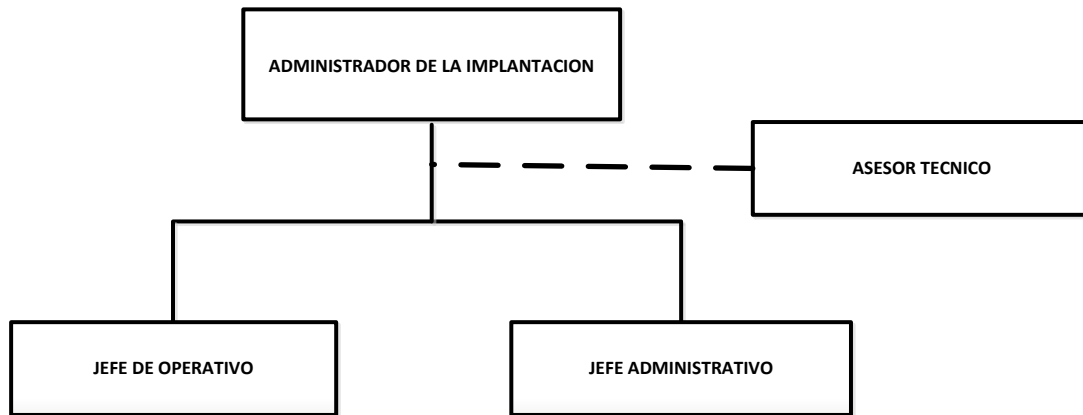 ADMINISTRADOR DE LA IMPLANTACION
ASESOR TECNICO
JEFE DE OPERATIVO
JEFE ADMINISTRATIVO